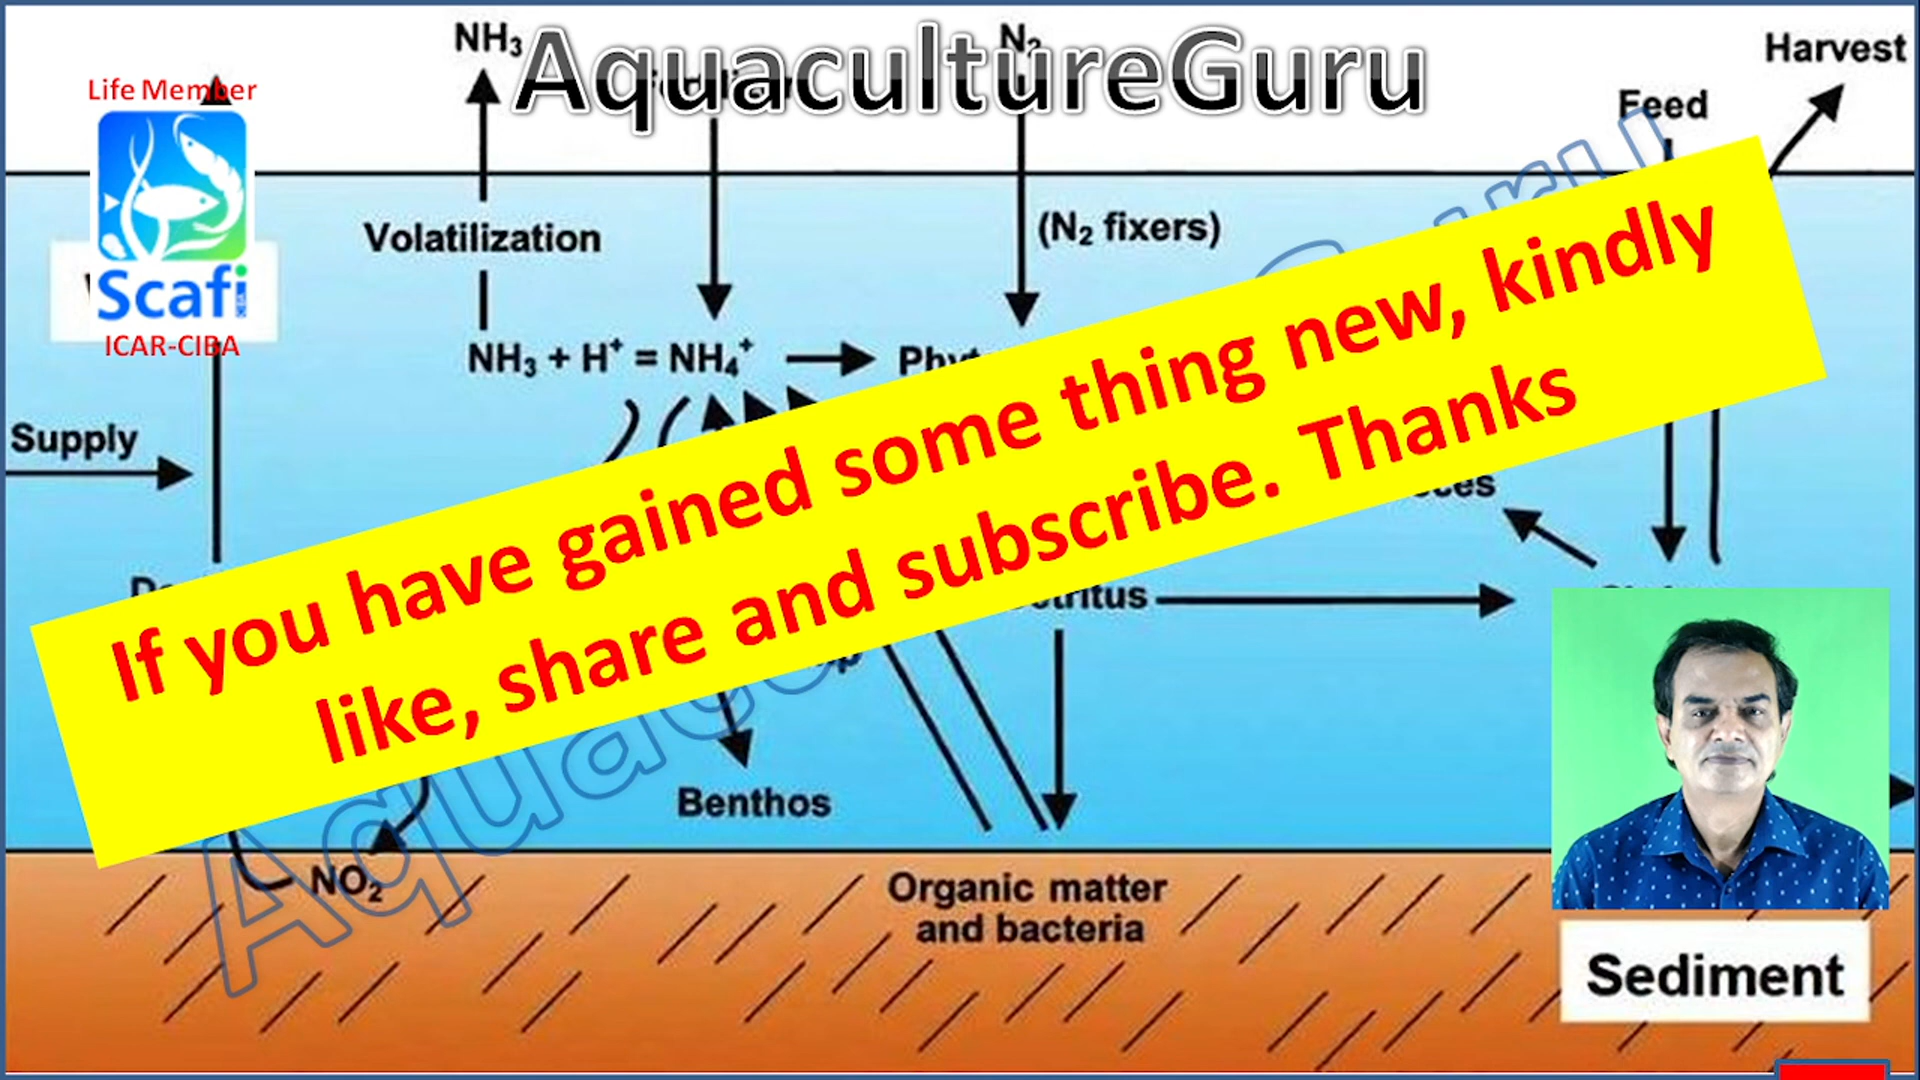 NH₃
AquacultureGuru
N₂
Harvest
Life Member
Feed
Volatilization
(N₂ fixers)
Scafi
ICAR-CIBA
NH₃ + H⁺ = NH₄⁺
Supply
If you have gained some thing new, kindly
like, share and subscribe. Thanks
Benthos
NO₂
Organic matter
and bacteria
Sediment